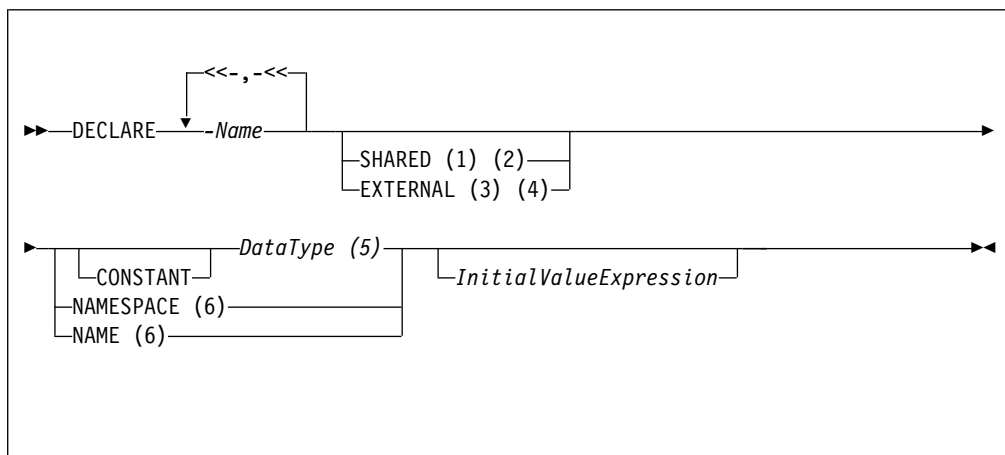 <<-,-<<
DECLARE -Name
SHARED (1) (2)
EXTERNAL (3) (4)
DataType (5)
CONSTANT InitialValueExpression
NAMESPACE (6)
NAME (6)